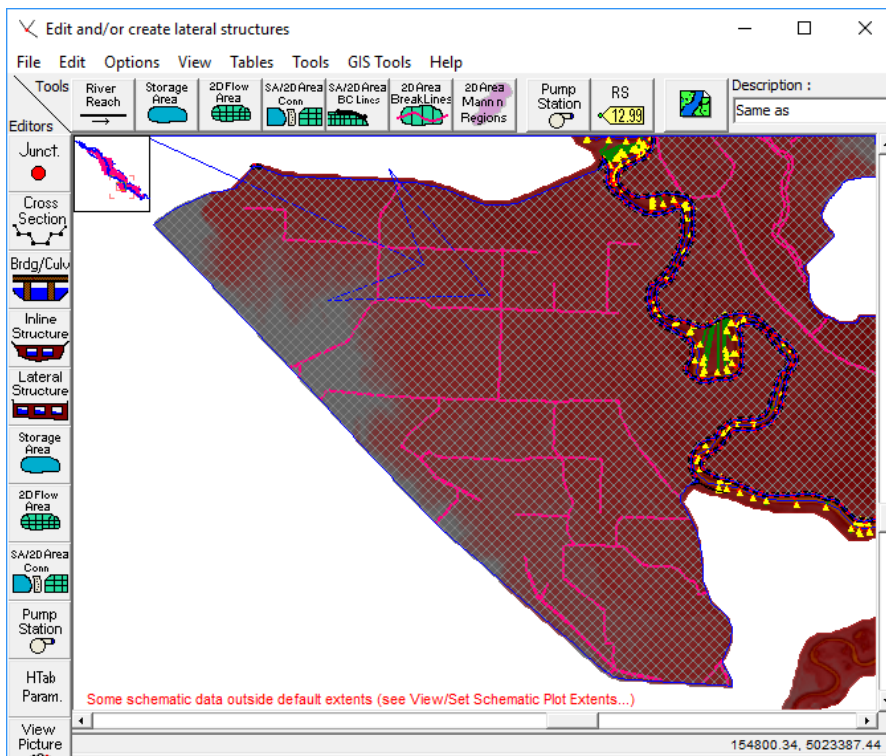 Edit and/or create lateral structures
File Edit Options View Tables Tools GIS Tools Help
Tools
Editors
River
Reach
Storage
Area
2D Flow
Area
SA/2D Area
Conn
SA/2D Area
BC Lines
2D Area
BreakLines
2D Area
Mann n
Regions
Pump
Station
RS
12.99
Description :
Same as
Junct.
Cross
Section
Brdg/Culv
Inline
Structure
Lateral
Structure
Storage
Area
2D Flow
Area
SA/2D Area
Conn
Pump
Station
HTab
Param.
View
Picture
Some schematic data outside default extents (see View/Set Schematic Plot Extents...)
154800.34, 5023387.44